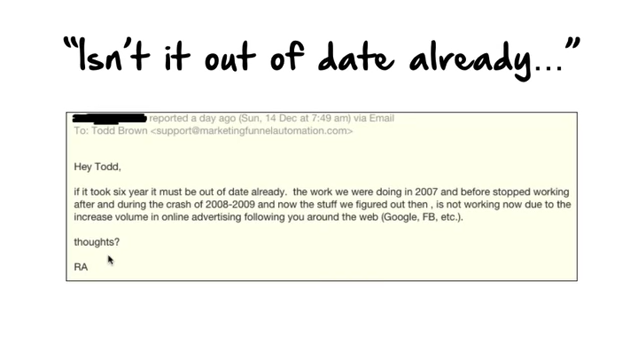 “Isn't it out of date already...”
reported a day ago (Sun, 14 Dec at 7:49 am) via Email
To: Todd Brown <support@marketingfunnelautomation.com>
Hey Todd,
if it took six year it must be out of date already.  the work we were doing in 2007 and before stopped working
after and during the crash of 2008-2009 and now the stuff we figured out then , is not working now due to the
increase volume in online advertising following you around the web (Google, FB, etc.).
thoughts?
RA